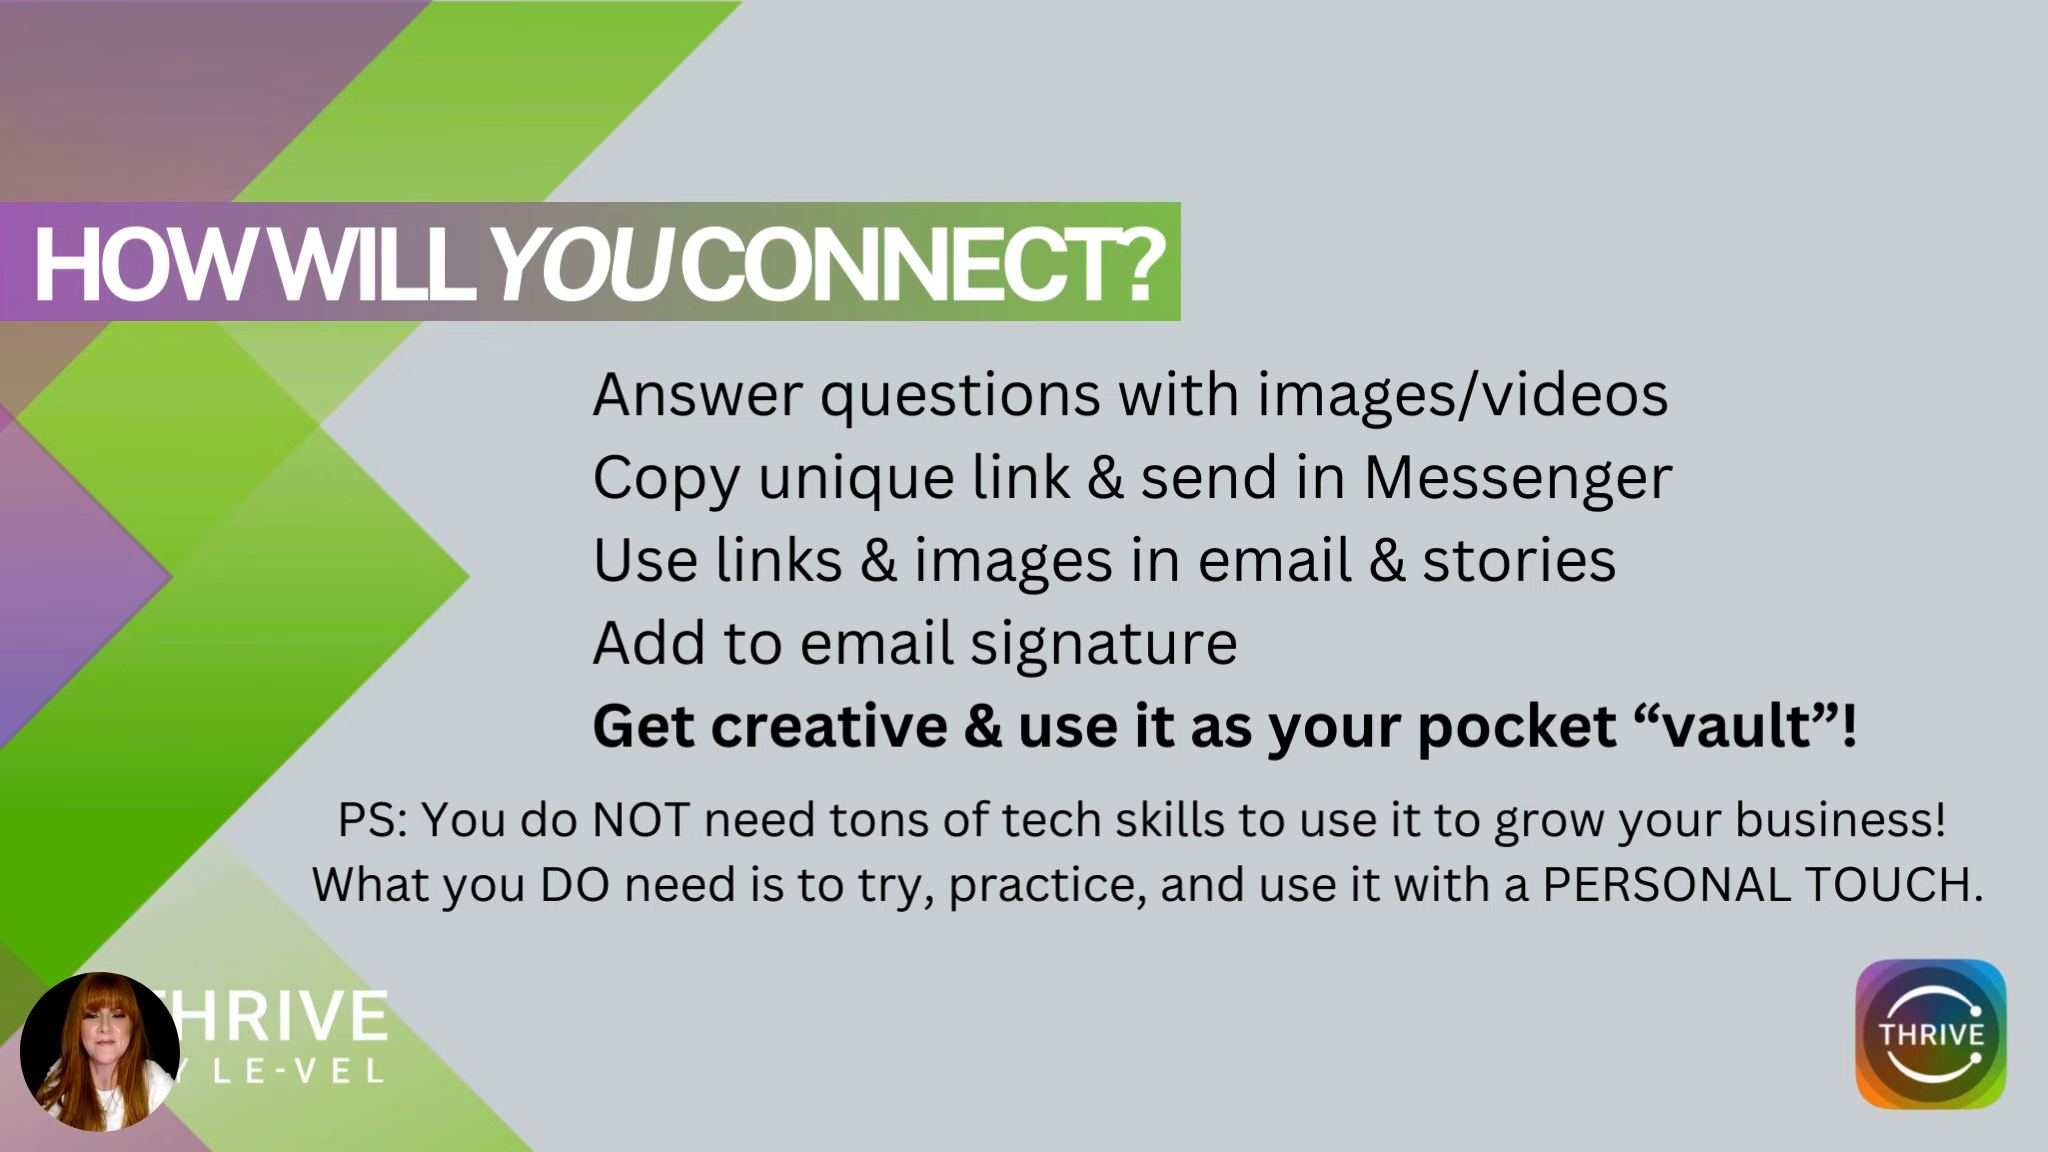 HOW WILL YOU CONNECT?
Answer questions with images/videos
Copy unique link & send in Messenger
Use links & images in email & stories
Add to email signature
Get creative & use it as your pocket “vault”!
PS: You do NOT need tons of tech skills to use it to grow your business!
What you DO need is to try, practice, and use it with a PERSONAL TOUCH.
THRIVE
Y LE-VEL
THRIVE